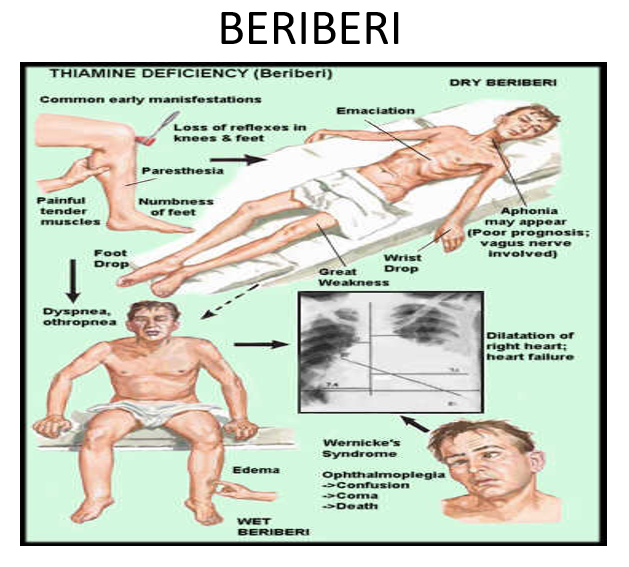 BERIBERI
THIAMINE DEFICIENCY (Beriberi)
DRY BERIBERI
Common early manisfestations
Emaciation
Loss of reflexes in
knees & feet
Paresthesia
Painful
tender
muscles
Numbness
of feet
Aphonia
may appear
(Poor prognosis;
vagus nerve
involved)
Foot
Drop
Wrist
Drop
Great
Weakness
Dyspnea,
othropnea
Dilatation of
right heart;
heart failure
Wernicke's
Syndrome
Ophthalmoplegia
->Confusion
->Coma
->Death
Edema
WET
BERIBERI